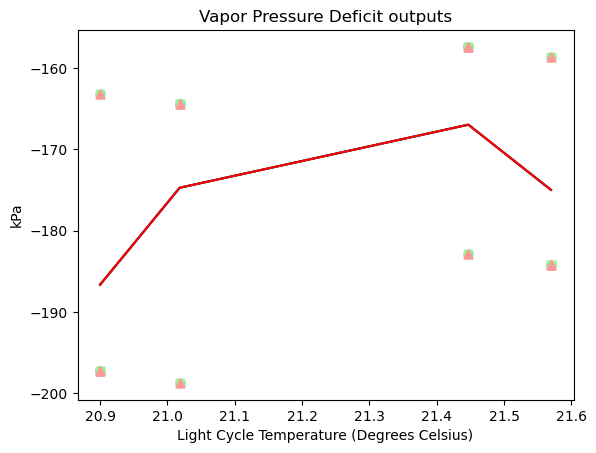 Vapor Pressure Deficit outputs
−160
−170
−180
−190
−200
kPa
20.9 21.0 21.1 21.2 21.3 21.4 21.5 21.6
Light Cycle Temperature (Degrees Celsius)